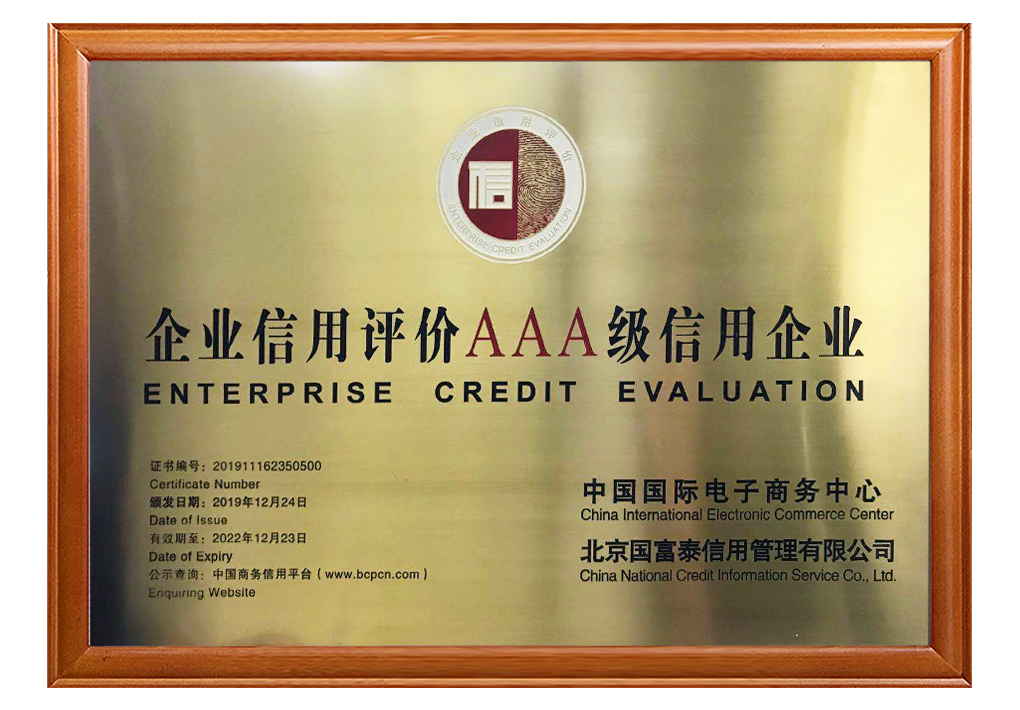 企业信用评价
信
ENTERPRISE CREDIT EVALUATION
企业信用评价AAA级信用企业
ENTERPRISE CREDIT EVALUATION
证书编号：201911162350500
Certificate Number
颁发日期：2019年12月24日
Date of Issue
有效期至：2022年12月23日
Date of Expiry
公示查询：中国商务信用平台（www.bcpcn.com）
Enquiring Website
中国国际电子商务中心
China International Electronic Commerce Center
北京国富泰信用管理有限公司
China National Credit Information Service Co., Ltd.